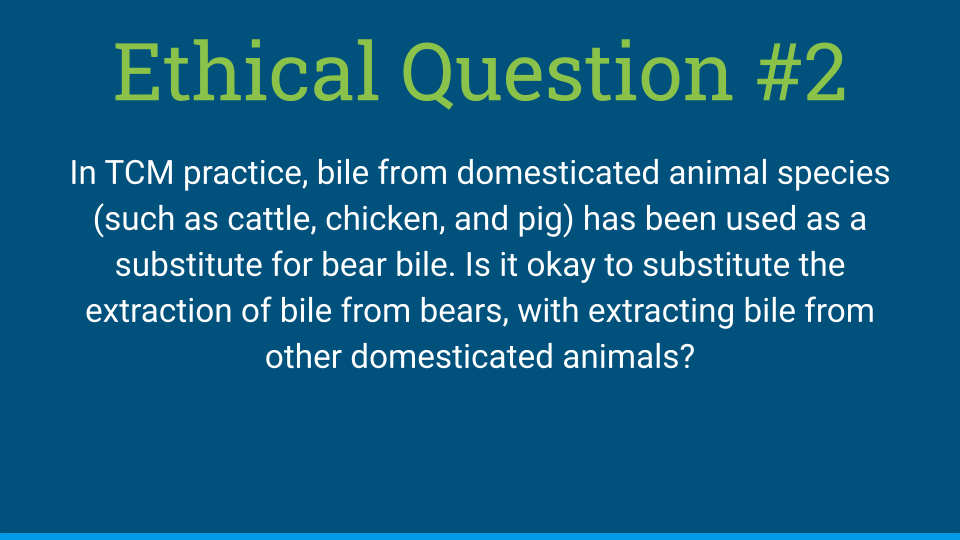 Ethical Question #2
In TCM practice, bile from domesticated animal species
(such as cattle, chicken, and pig) has been used as a
substitute for bear bile. Is it okay to substitute the
extraction of bile from bears, with extracting bile from
other domesticated animals?